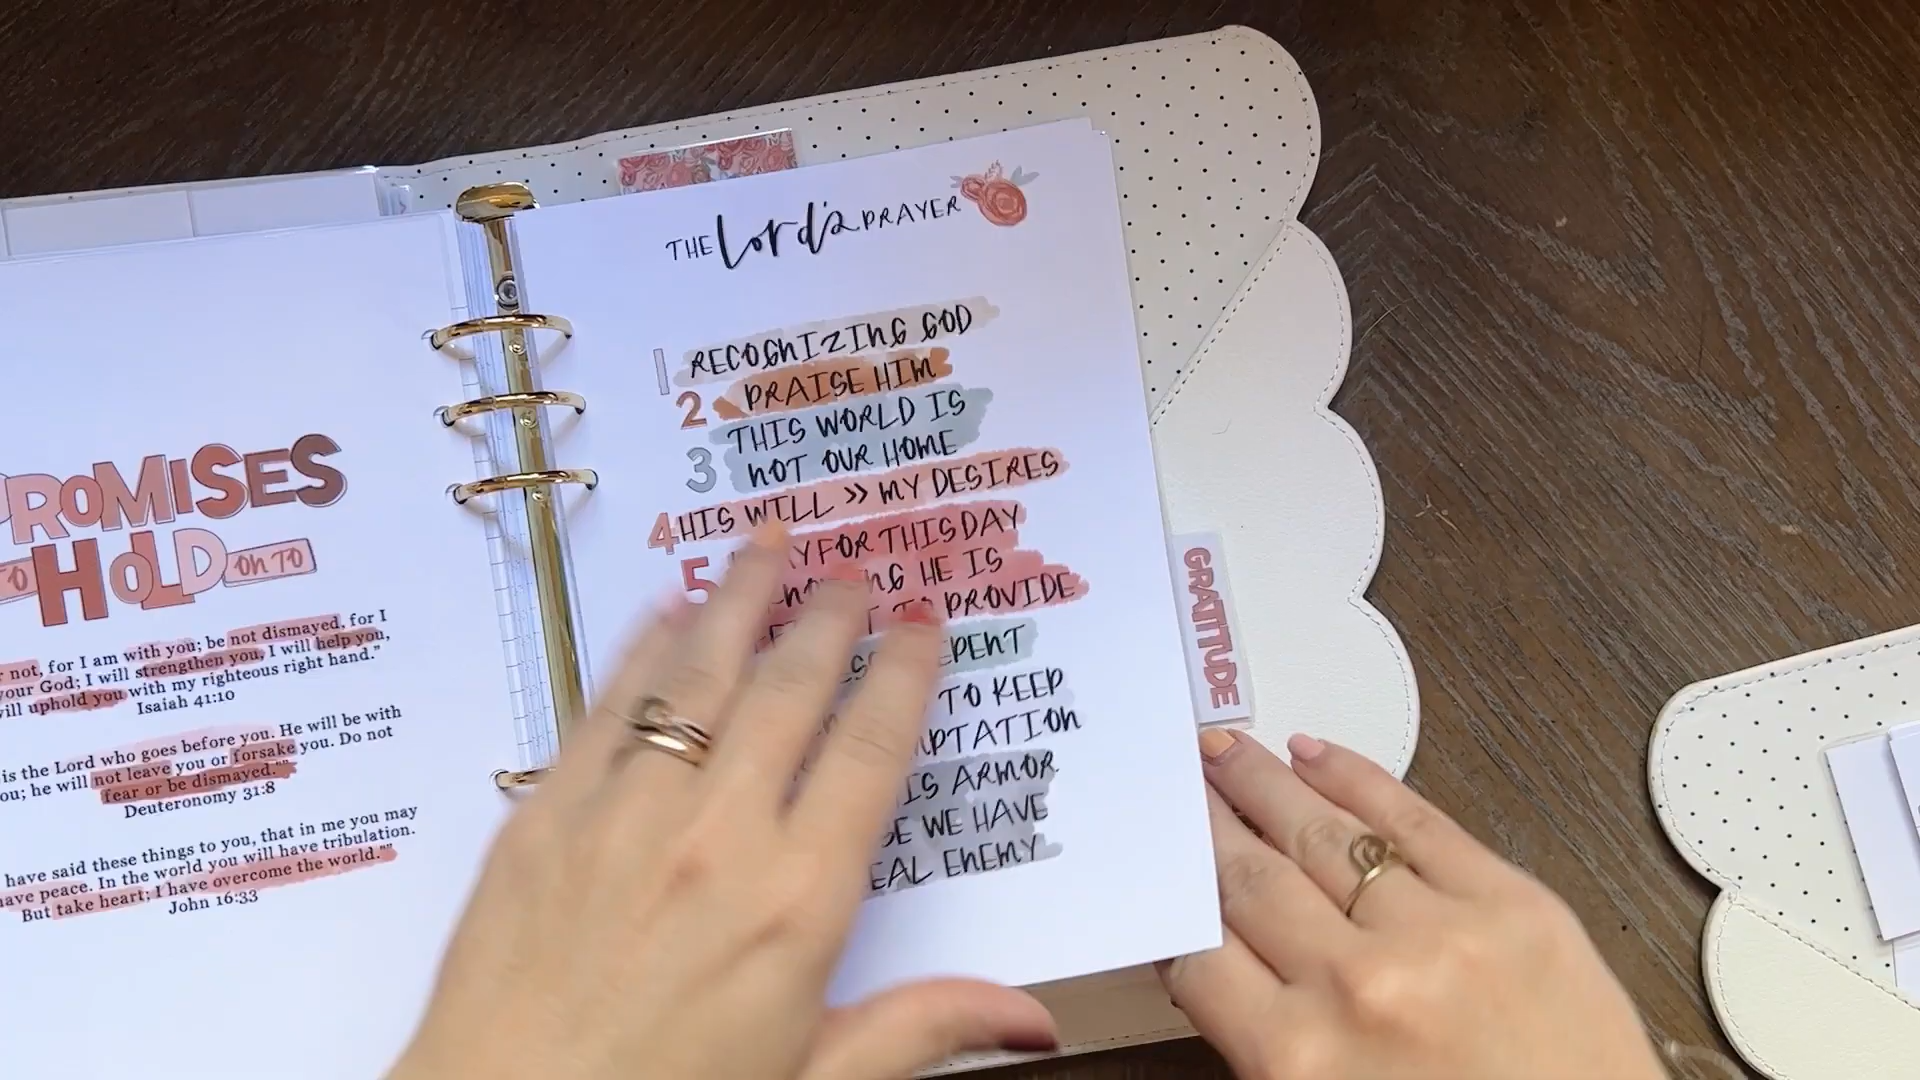 PROMISES
TO HOLD ON TO
not, for I am with you; be not dismayed, for I
your God; I will strengthen you, I will help you,
will uphold you with my righteous right hand."
Isaiah 41:10
is the Lord who goes before you. He will be with
you; he will not leave you or forsake you. Do not
fear or be dismayed.""
Deuteronomy 31:8
have said these things to you, that in me you may
have peace. In the world you will have tribulation.
But take heart; I have overcome the world.""
John 16:33
THE Lord's PRAYER
1 RECOGNIZING GOD
2 PRAISE HIM
3 THIS WORLD IS
NOT OUR HOME
4 HIS WILL >> MY DESIRES
5 FOR THIS DAY
HE IS
TO PROVIDE
TO KEEP
ARMOR
WE HAVE
ENEMY
GRATITUDE